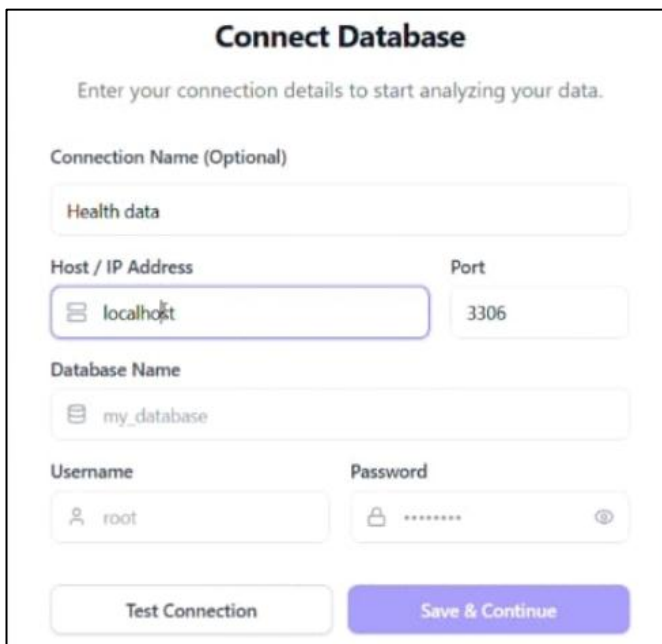 Connect Database
Enter your connection details to start analyzing your data.
Connection Name (Optional)
Health data
Host / IP Address Port
localhost 3306
Database Name
my_database
Username Password
root ••••••••
Test Connection Save & Continue